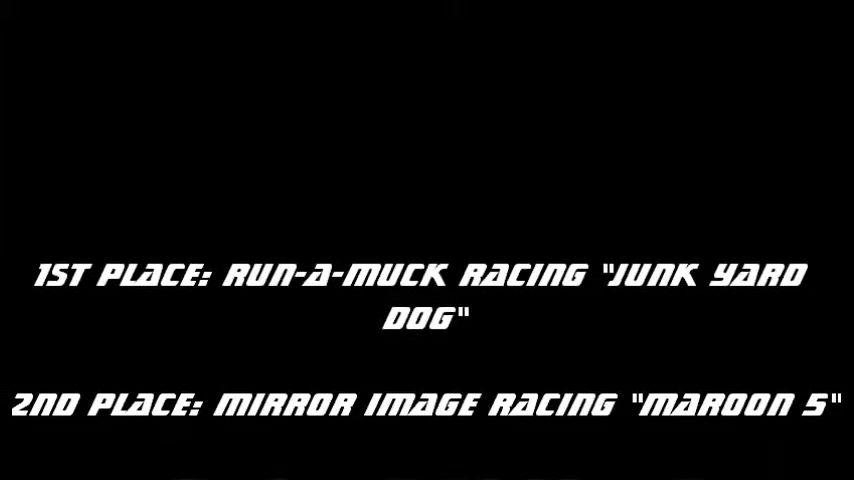 1ST PLACE: RUN-A-MUCK RACING "JUNK YARD
DOG"
2ND PLACE: MIRROR IMAGE RACING "MAROON 5"